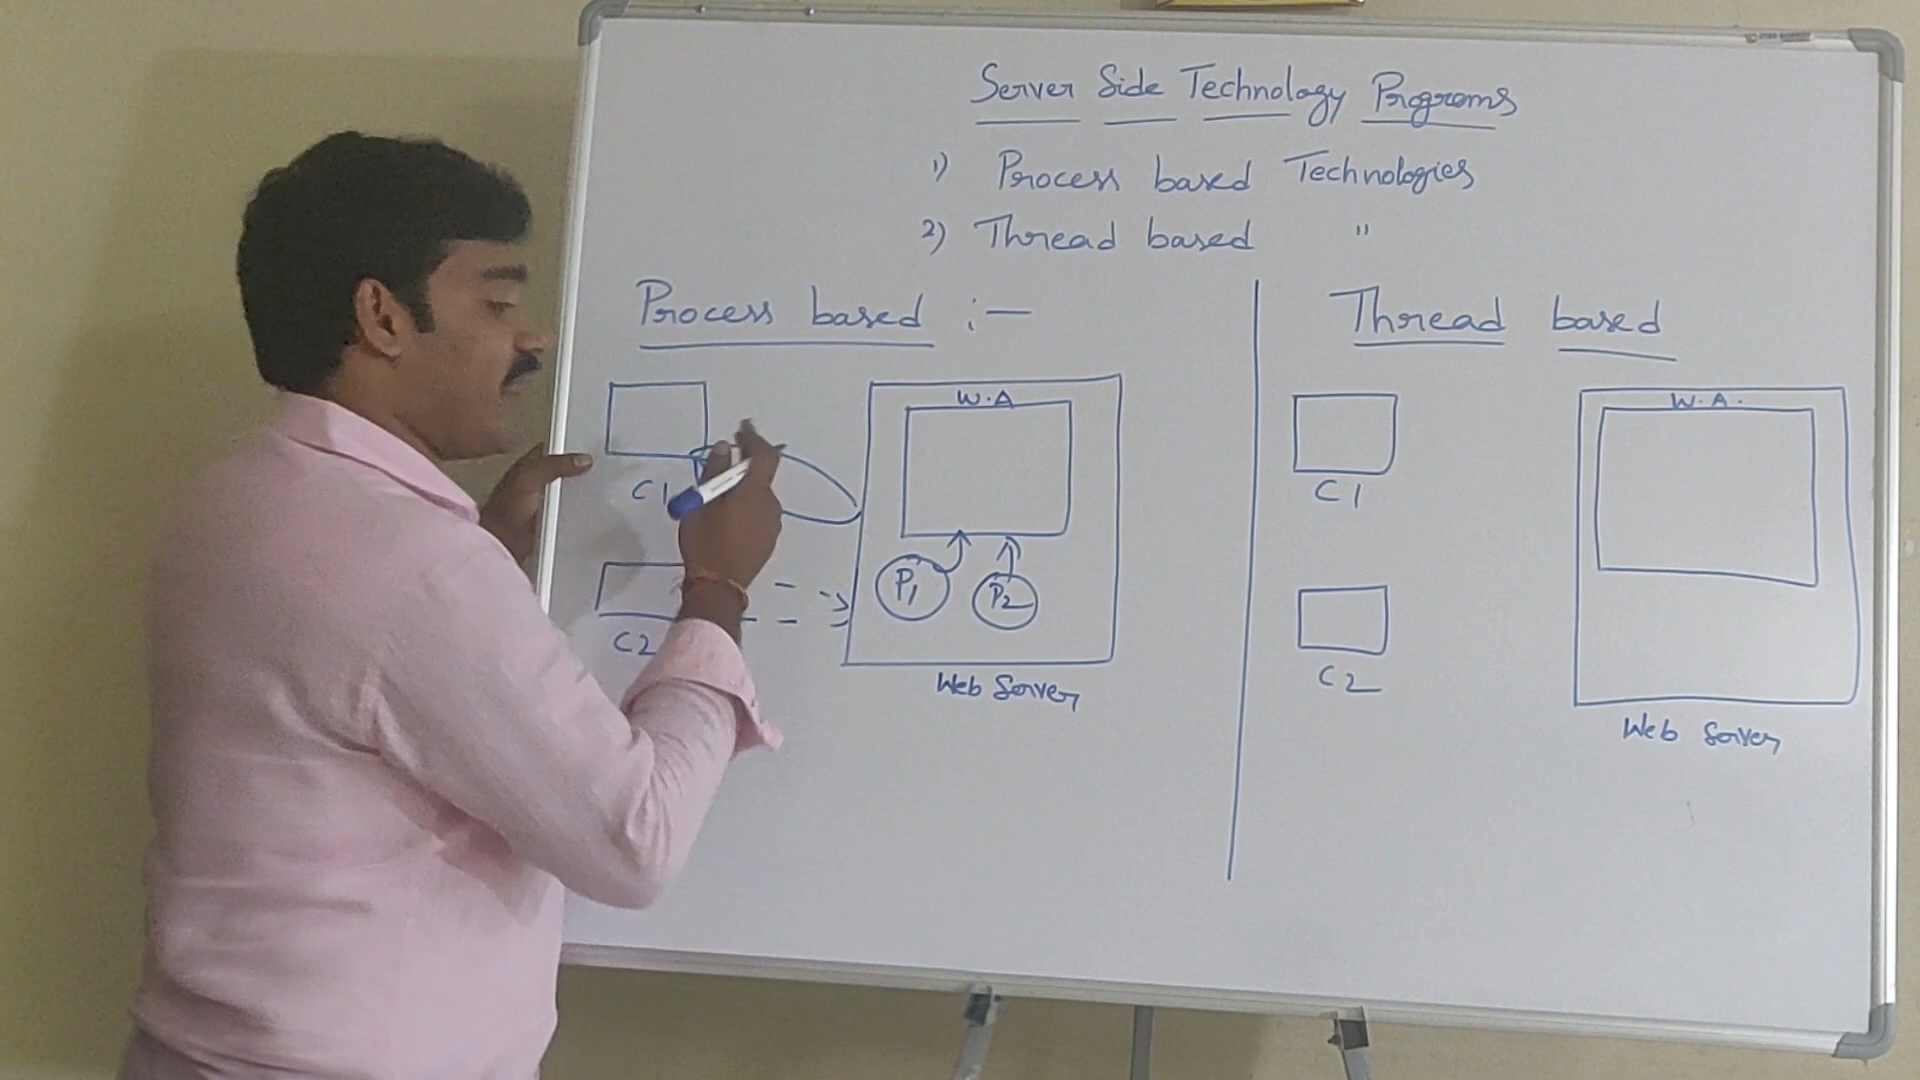 Server Side Technology Programs
1) Process based Technologies
2) Thread based "
Process based :-
W.A
C1
P1
P2
C2
Web Server
Thread based
W.A.
C1
C2
Web Server